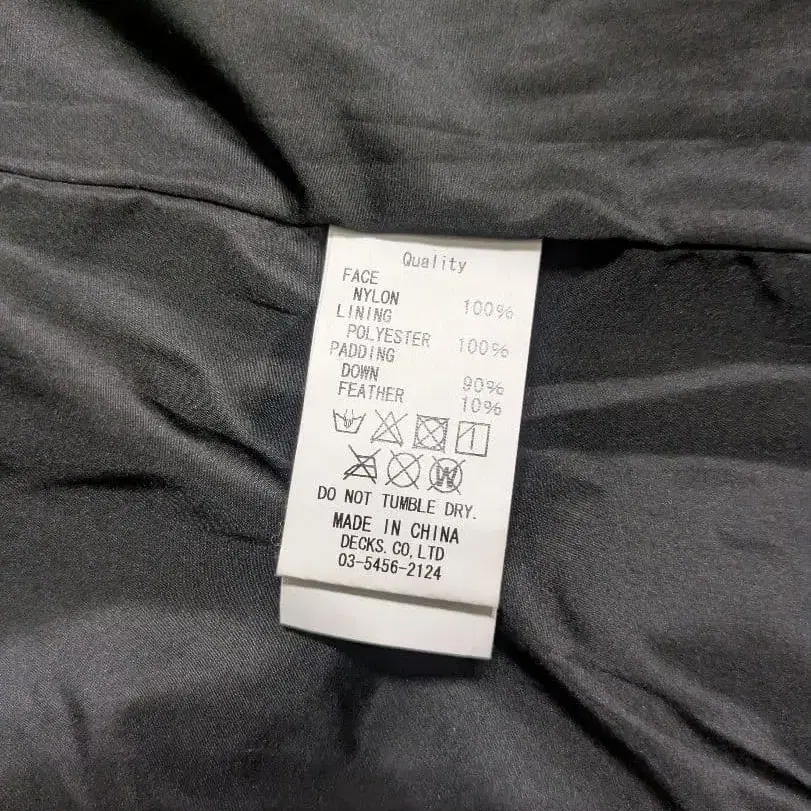 Quality
FACE
NYLON 100%
LINING
POLYESTER 100%
PADDING
DOWN 90%
FEATHER 10%
W
DO NOT TUMBLE DRY.
MADE IN CHINA
DECKS.CO,LTD
03-5456-2124